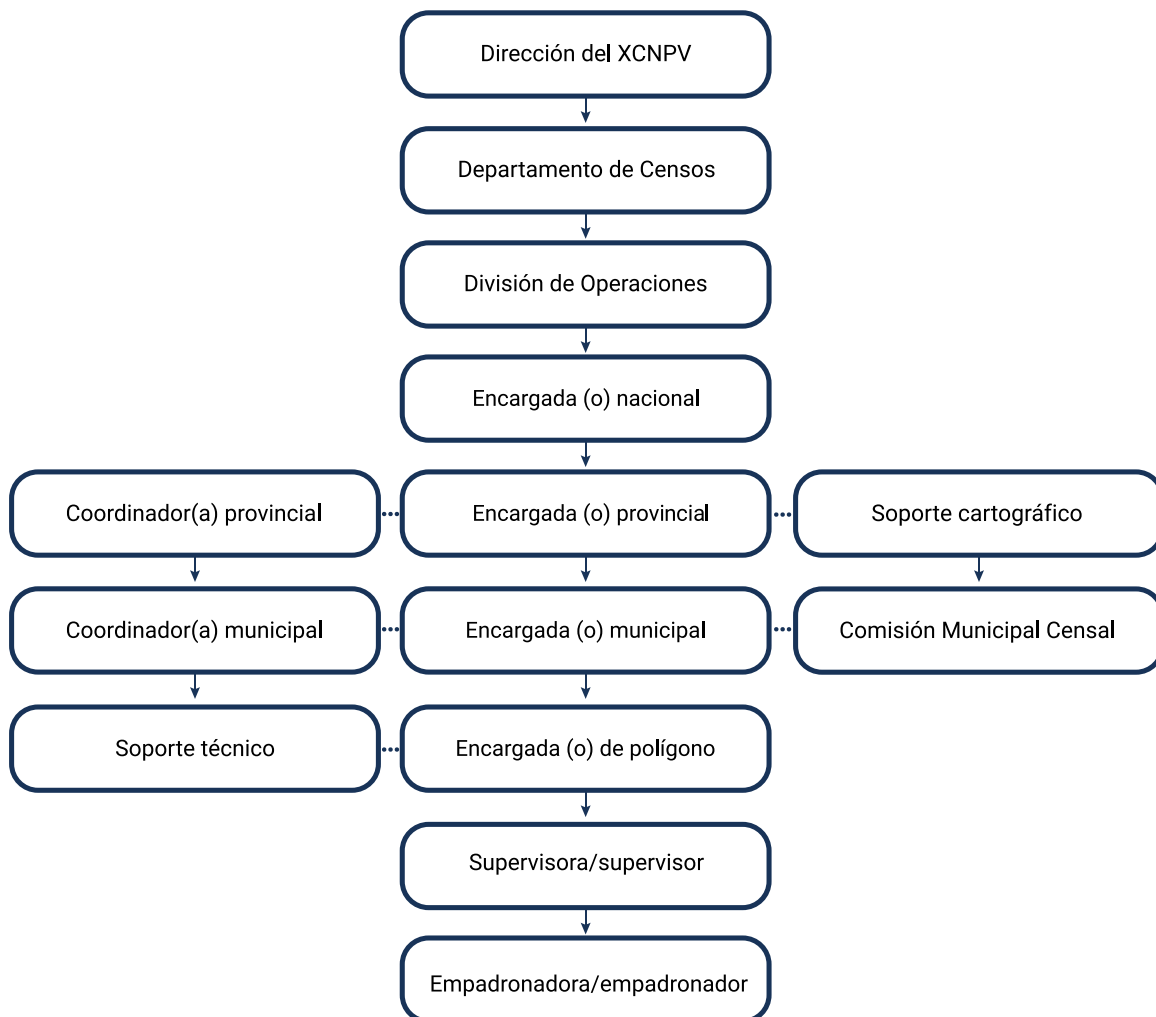 Dirección del XCNPV
Departamento de Censos
División de Operaciones
Encargada (o) nacional
Coordinador(a) provincial
Encargada (o) provincial
Soporte cartográfico
Coordinador(a) municipal
Encargada (o) municipal
Comisión Municipal Censal
Soporte técnico
Encargada (o) de polígono
Supervisora/supervisor
Empadronadora/empadronador